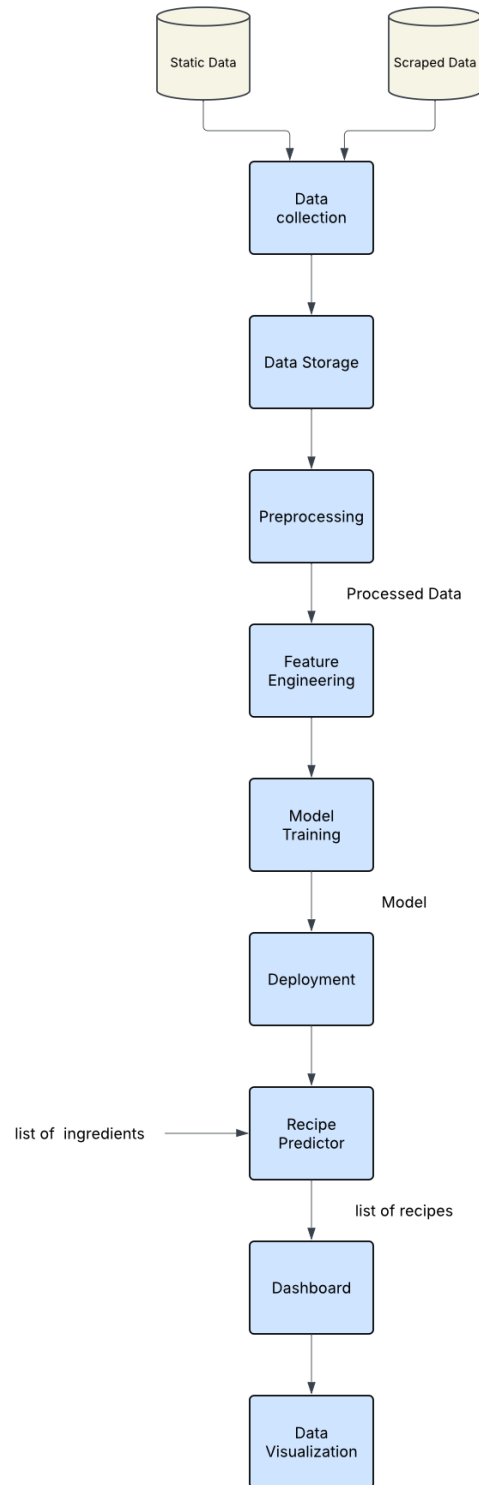 Static Data
Scraped Data
Data
collection
Data Storage
Preprocessing
Processed Data
Feature
Engineering
Model
Training
Model
Deployment
list of  ingredients
Recipe
Predictor
list of recipes
Dashboard
Data
Visualization